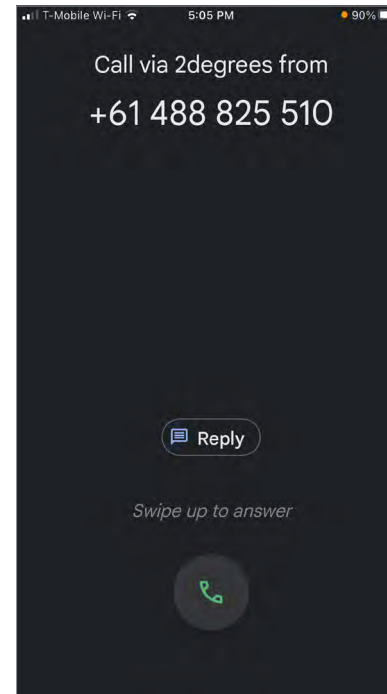 T-Mobile Wi-Fi 5:05 PM 90%
Call via 2degrees from
+61 488 825 510
Reply
Swipe up to answer